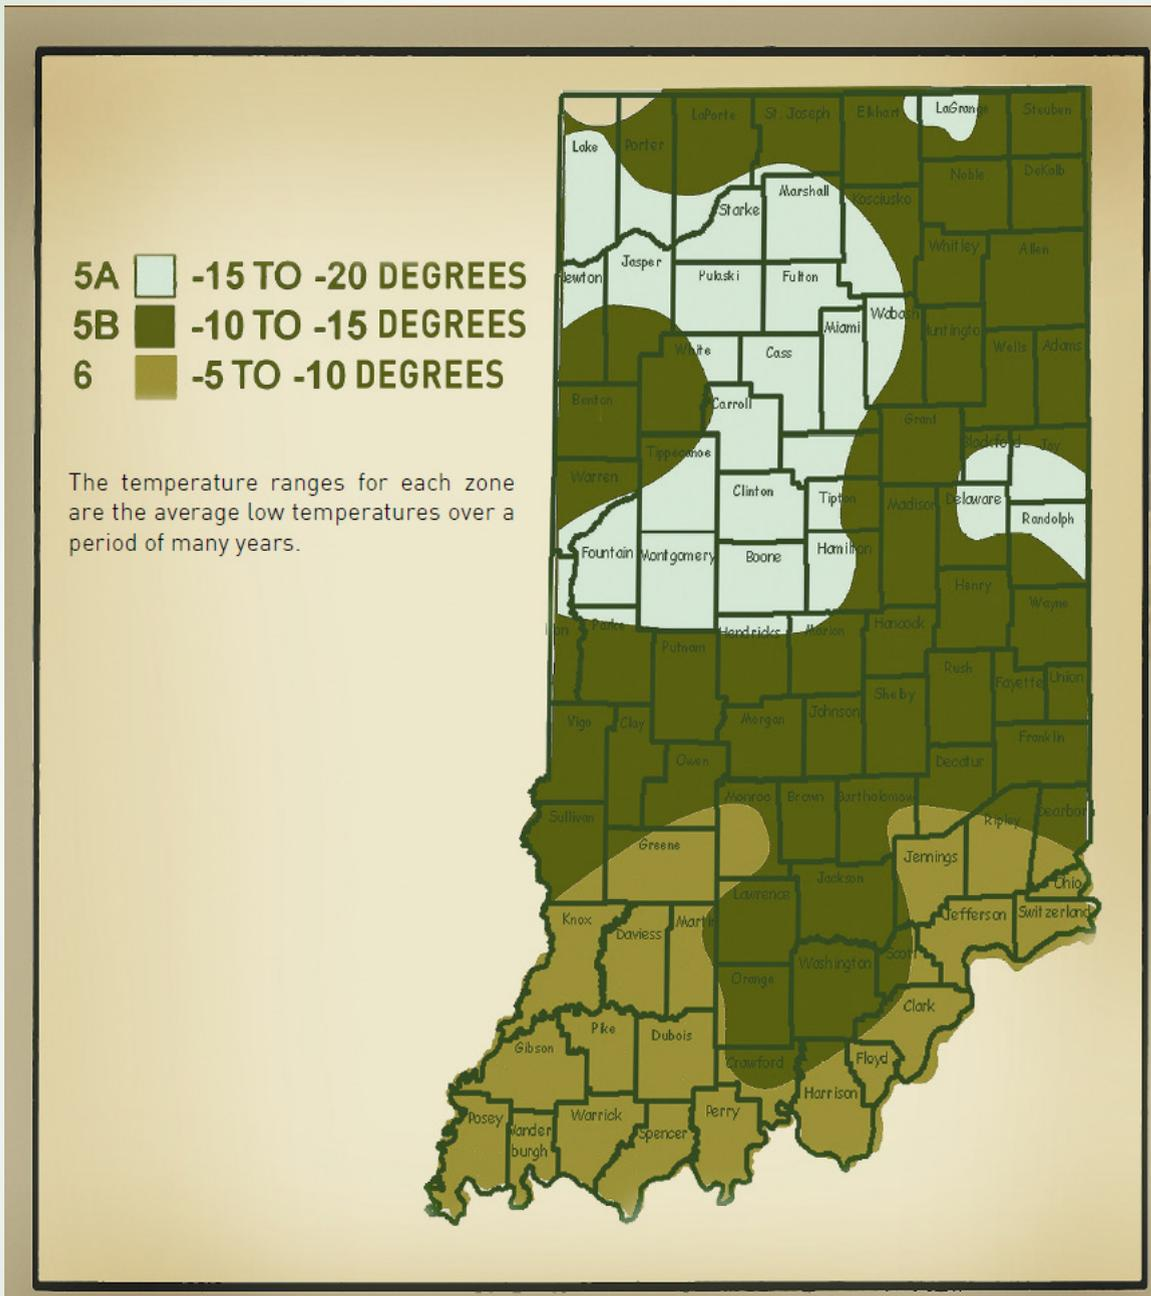 5A -15 TO -20 DEGREES
5B -10 TO -15 DEGREES
6 -5 TO -10 DEGREES
The temperature ranges for each zone
are the average low temperatures over a
period of many years.
LaPorte St. Joseph Elkhart LaGrange Steuben
Lake Porter
Noble DeKalb
Starke Marshall Kosciusko
Whitley Allen
Newton Jasper Pulaski Fulton
Miami Wabash Huntington
White Cass Wells Adams
Benton Carroll Grant
Tippecanoe Blackford Jay
Warren Clinton Tipton Madison Delaware
Randolph
Fountain Montgomery Boone Hamilton
Henry Wayne
Parke Hendricks Marion Hancock
Putnam Rush Fayette Union
Shelby
Vigo Clay Morgan Johnson Franklin
Owen Decatur
Monroe Brown Bartholomew
Sullivan Ripley Dearborn
Greene Jennings
Lawrence Jackson Ohio
Knox Daviess Martin Jefferson Switzerland
Orange Washington Scott
Clark
Gibson Pike Dubois
Crawford Floyd
Harrison
Posey Vander Warrick Spencer Perry
burgh